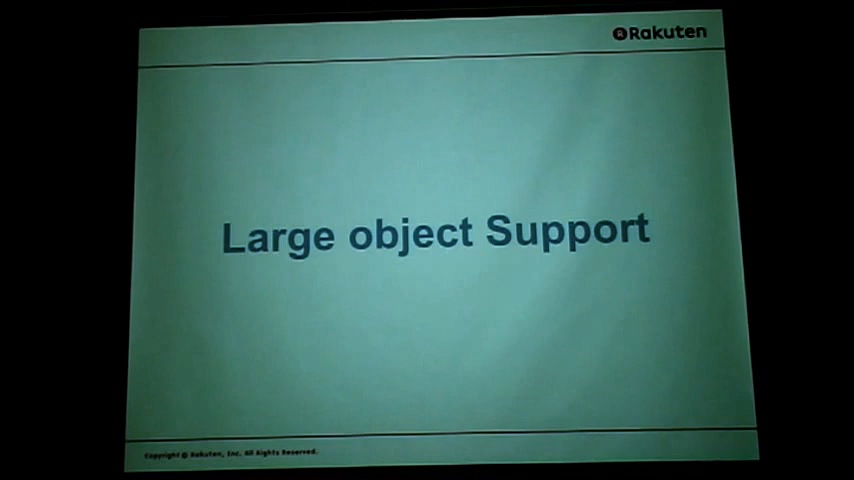 Rakuten
Large object Support
Copyright © Rakuten, Inc. All Rights Reserved.